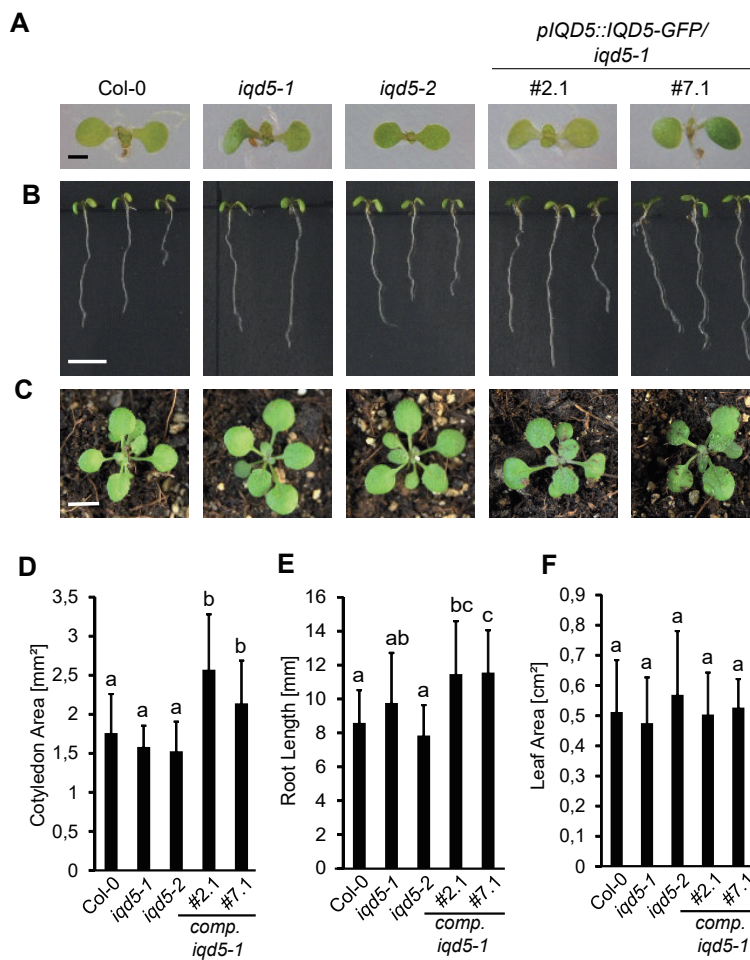 A
pIQD5::IQD5-GFP/
iqd5-1
Col-0 iqd5-1 iqd5-2 #2.1 #7.1
B
C
D
3,5
3
2,5
2
1,5
1
0,5
0
Cotyledon Area [mm²]
a a a b b
Col-0 iqd5-1 iqd5-2 #2.1 #7.1
comp.
iqd5-1
E
16
14
12
10
8
6
4
2
0
Root Length [mm]
a ab a bc c
Col-0 iqd5-1 iqd5-2 #2.1 #7.1
comp.
iqd5-1
F
0,9
0,8
0,7
0,6
0,5
0,4
0,3
0,2
0,1
0
Leaf Area [cm²]
a a a a a
Col-0 iqd5-1 iqd5-2 #2.1 #7.1
comp.
iqd5-1